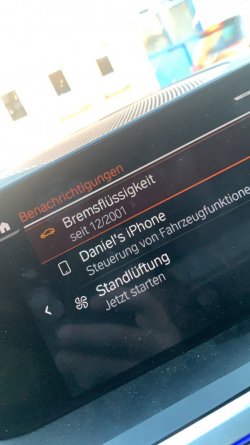 Benachrichtigungen
Bremsflüssigkeit
seit 12/2001
Daniel's iPhone
Steuerung von Fahrzeugfunktione
Standlüftung
Jetzt starten